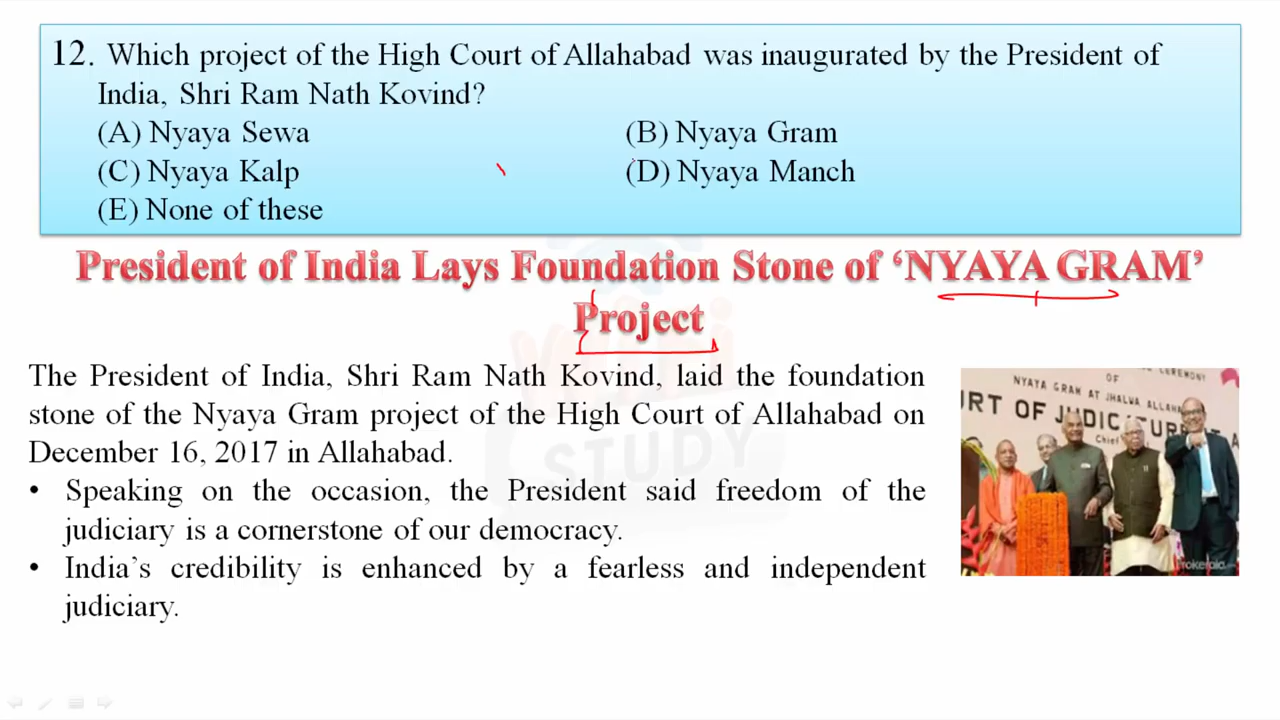 12. Which project of the High Court of Allahabad was inaugurated by the President of
India, Shri Ram Nath Kovind?
(A) Nyaya Sewa
(B) Nyaya Gram
(C) Nyaya Kalp
(D) Nyaya Manch
(E) None of these
President of India Lays Foundation Stone of ‘NYAYA GRAM’
Project
The President of India, Shri Ram Nath Kovind, laid the foundation
stone of the Nyaya Gram project of the High Court of Allahabad on
December 16, 2017 in Allahabad.
• Speaking on the occasion, the President said freedom of the
judiciary is a cornerstone of our democracy.
• India’s credibility is enhanced by a fearless and independent
judiciary.
STUDY
NYAYA GRAM AT JHALWA ALLAHA
OF
URT OF JUDIC
Chief